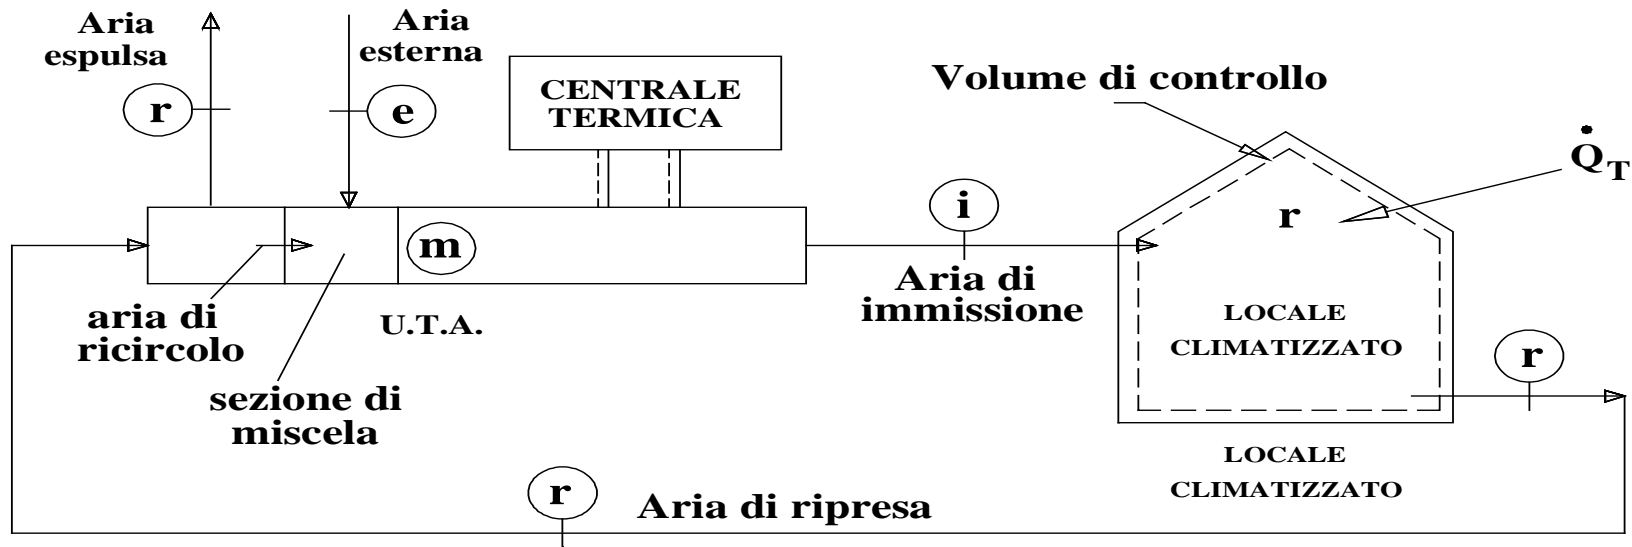 Aria
espulsa
Aria
esterna
r
e
CENTRALE
TERMICA
Volume di controllo
Q̇T
i
r
m
Aria di
immissione
aria di
ricircolo
U.T.A.
sezione di
miscela
LOCALE
CLIMATIZZATO
r
LOCALE
CLIMATIZZATO
r
Aria di ripresa